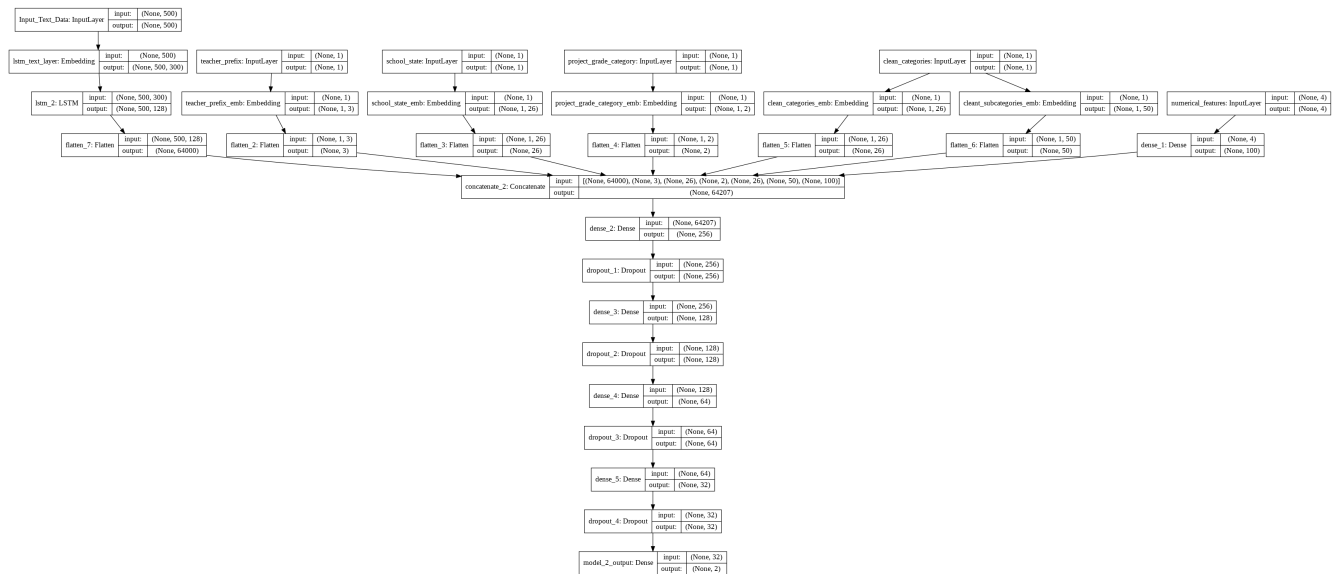 Input_Text_Data: InputLayer input: (None, 500)
output: (None, 500)
lstm_text_layer: Embedding input: (None, 500)
output: (None, 500, 300)
teacher_prefix: InputLayer input: (None, 1)
output: (None, 1)
school_state: InputLayer input: (None, 1)
output: (None, 1)
project_grade_category: InputLayer input: (None, 1)
output: (None, 1)
clean_categories: InputLayer input: (None, 1)
output: (None, 1)
lstm_2: LSTM input: (None, 500, 300)
output: (None, 500, 128)
teacher_prefix_emb: Embedding input: (None, 1)
output: (None, 1, 3)
school_state_emb: Embedding input: (None, 1)
output: (None, 1, 26)
project_grade_category_emb: Embedding input: (None, 1)
output: (None, 1, 2)
clean_categories_emb: Embedding input: (None, 1)
output: (None, 1, 26)
cleant_subcategories_emb: Embedding input: (None, 1)
output: (None, 1, 50)
numerical_features: InputLayer input: (None, 4)
output: (None, 4)
flatten_7: Flatten input: (None, 500, 128)
output: (None, 64000)
flatten_2: Flatten input: (None, 1, 3)
output: (None, 3)
flatten_3: Flatten input: (None, 1, 26)
output: (None, 26)
flatten_4: Flatten input: (None, 1, 2)
output: (None, 2)
flatten_5: Flatten input: (None, 1, 26)
output: (None, 26)
flatten_6: Flatten input: (None, 1, 50)
output: (None, 50)
dense_1: Dense input: (None, 4)
output: (None, 100)
concatenate_2: Concatenate input: [(None, 64000), (None, 3), (None, 26), (None, 2), (None, 26), (None, 50), (None, 100)]
output: (None, 64207)
dense_2: Dense input: (None, 64207)
output: (None, 256)
dropout_1: Dropout input: (None, 256)
output: (None, 256)
dense_3: Dense input: (None, 256)
output: (None, 128)
dropout_2: Dropout input: (None, 128)
output: (None, 128)
dense_4: Dense input: (None, 128)
output: (None, 64)
dropout_3: Dropout input: (None, 64)
output: (None, 64)
dense_5: Dense input: (None, 64)
output: (None, 32)
dropout_4: Dropout input: (None, 32)
output: (None, 32)
model_2_output: Dense input: (None, 32)
output: (None, 2)